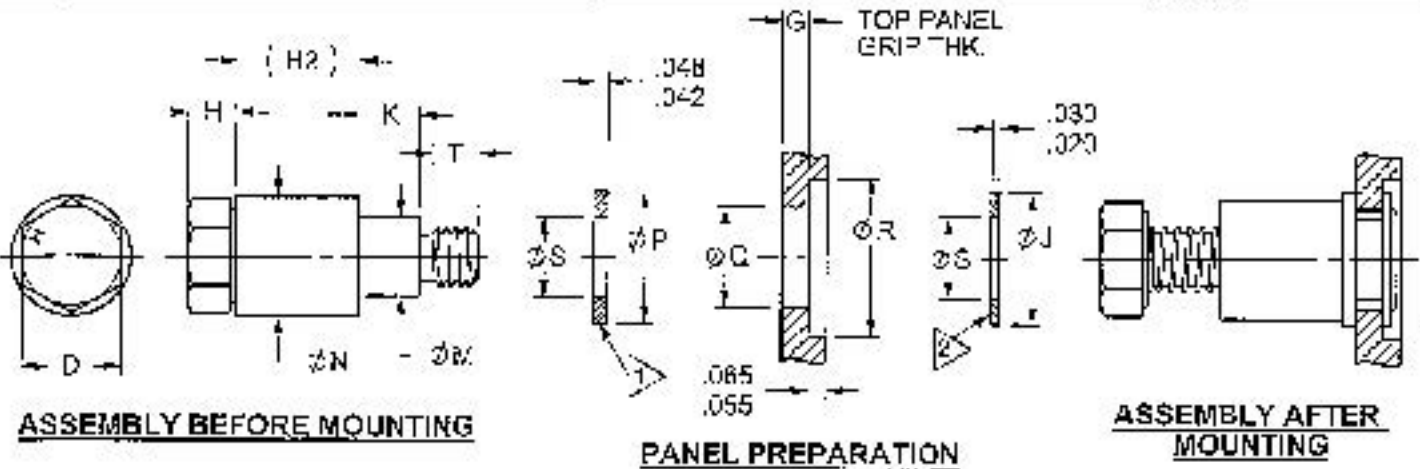 G
TOP PANEL
GRIP THK.
(H2)
.048
.042
H
K
T
.030
.020
ØS
ØP
ØQ
ØR
ØS
ØJ
D
ØN
ØM
1
2
.065
.055
ASSEMBLY BEFORE MOUNTING
PANEL PREPARATION
ASSEMBLY AFTER
MOUNTING